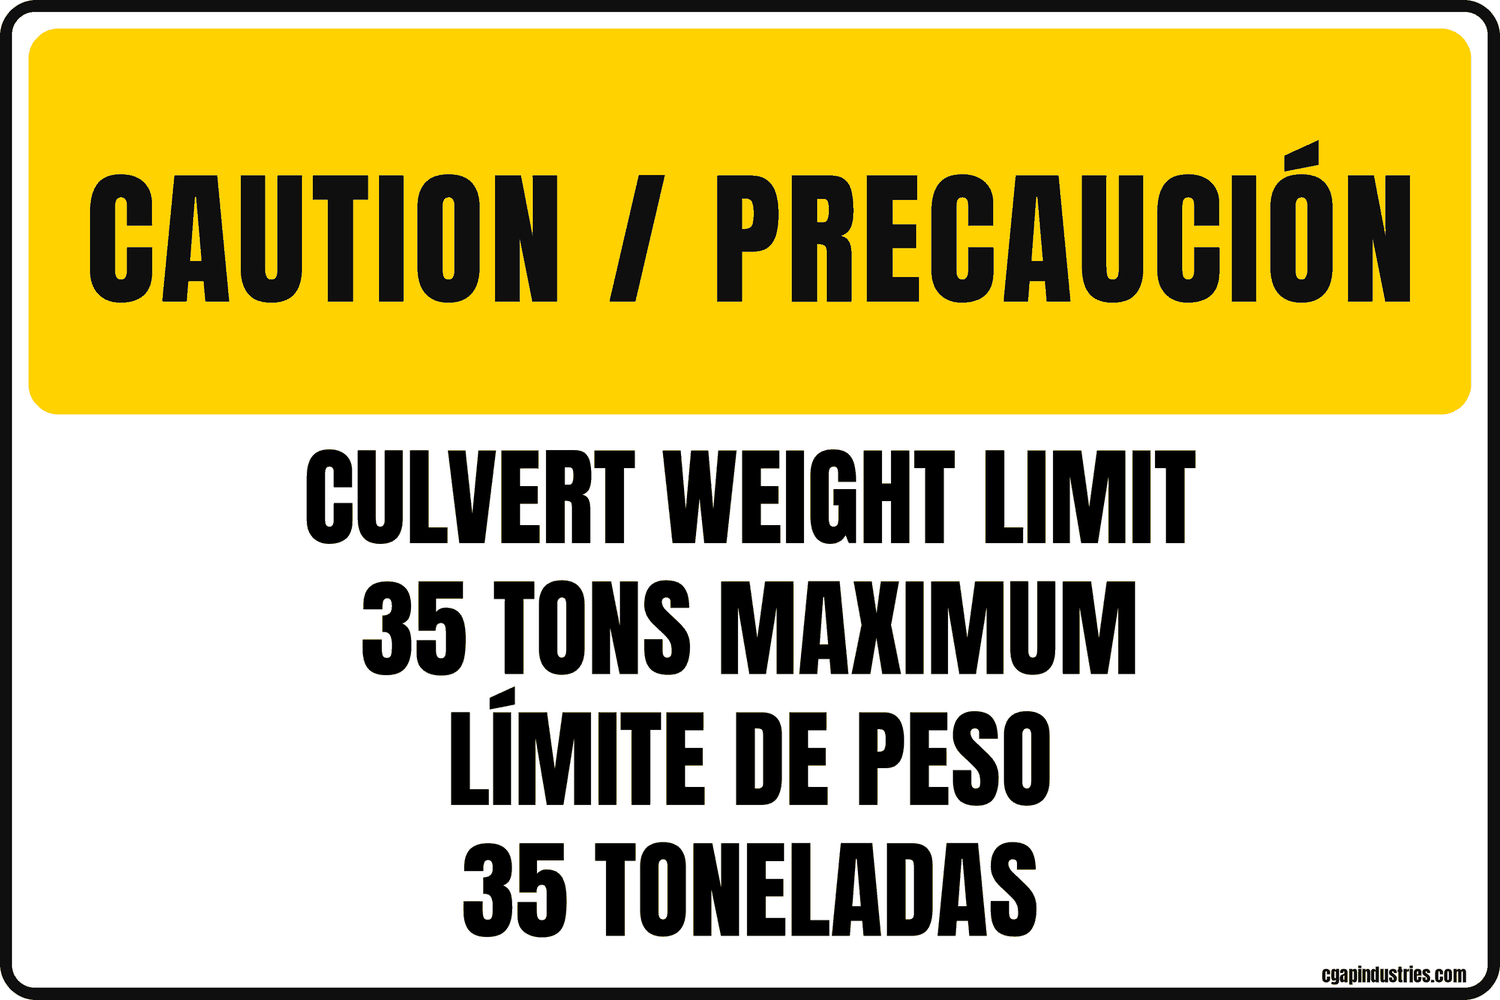 CAUTION / PRECAUCIÓN
CULVERT WEIGHT LIMIT
35 TONS MAXIMUM
LÍMITE DE PESO
35 TONELADAS
cgapindustries.com